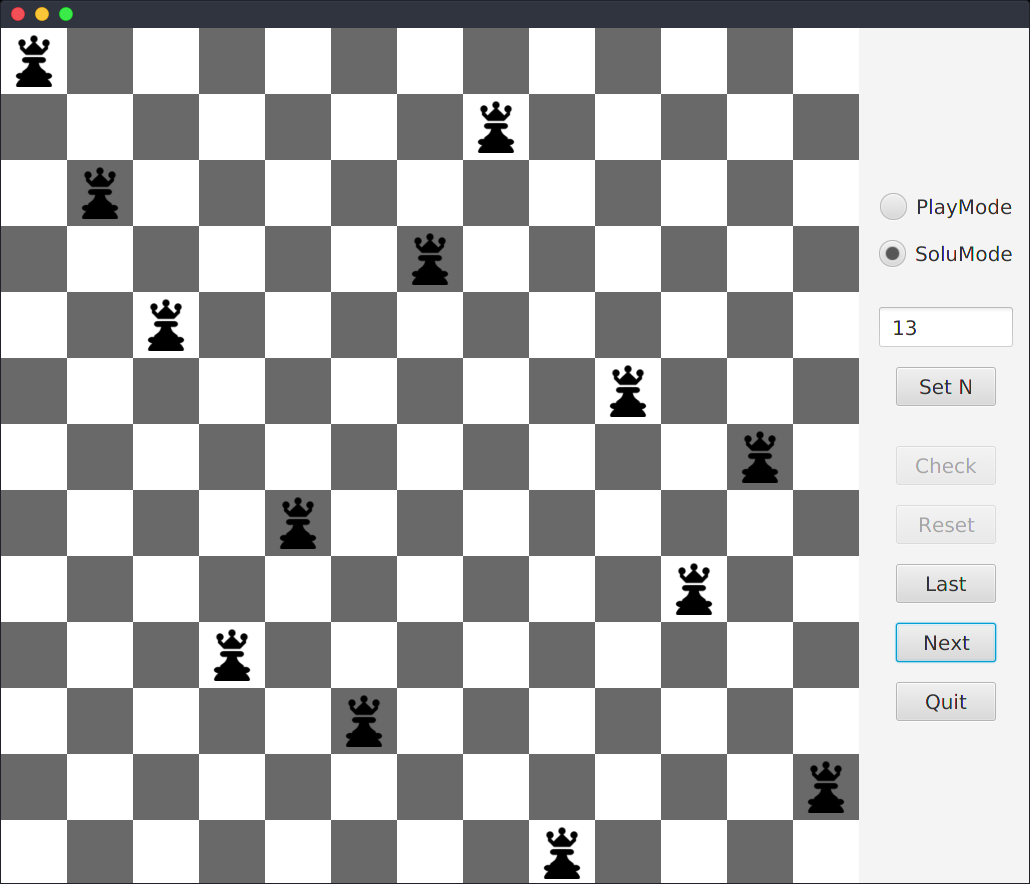 PlayMode
SoluMode
13
Set N
Check
Reset
Last
Next
Quit